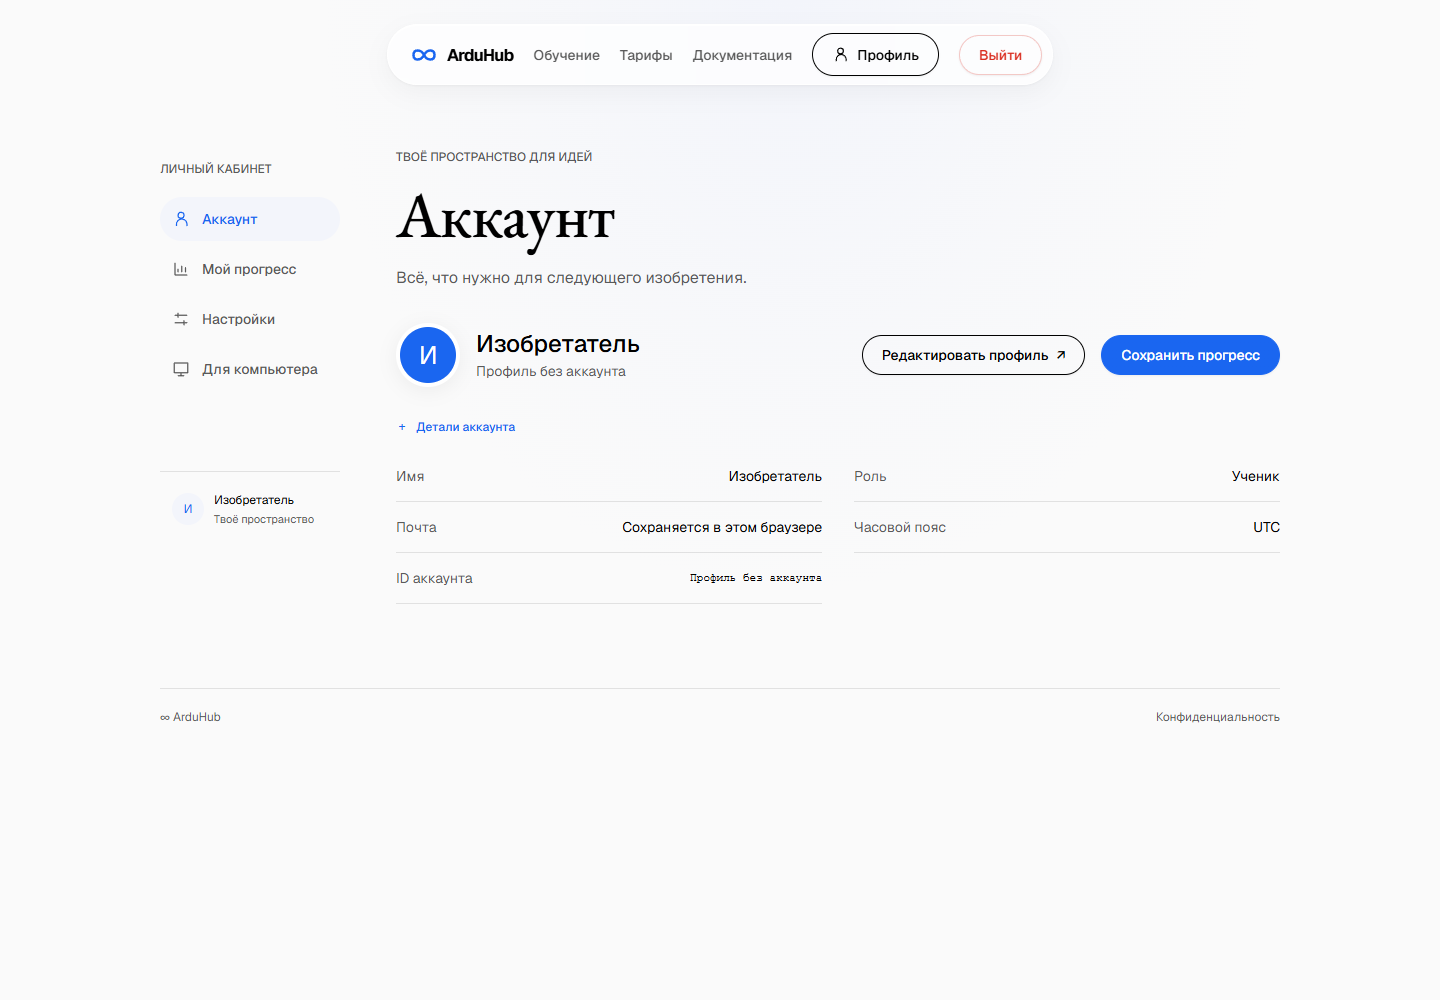 ArduHub
Обучение
Тарифы
Документация
Профиль
Выйти
ЛИЧНЫЙ КАБИНЕТ
Аккаунт
Мой прогресс
Настройки
Для компьютера
И
Изобретатель
Твоё пространство
ТВОЁ ПРОСТРАНСТВО ДЛЯ ИДЕЙ
Аккаунт
Всё, что нужно для следующего изобретения.
И
Изобретатель
Профиль без аккаунта
Редактировать профиль ↗
Сохранить прогресс
+ Детали аккаунта
Имя Изобретатель
Роль Ученик
Почта Сохраняется в этом браузере
Часовой пояс UTC
ID аккаунта Профиль без аккаунта
∞ ArduHub
Конфиденциальность